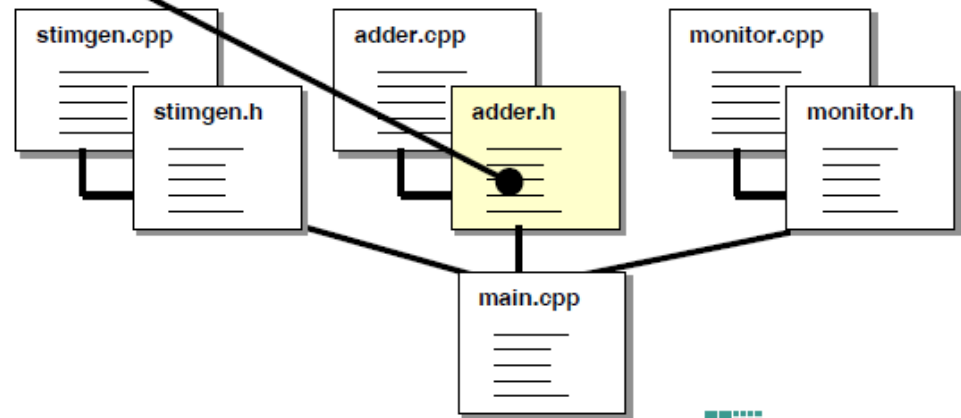 stimgen.cpp
adder.cpp
monitor.cpp
stimgen.h
adder.h
monitor.h
main.cpp